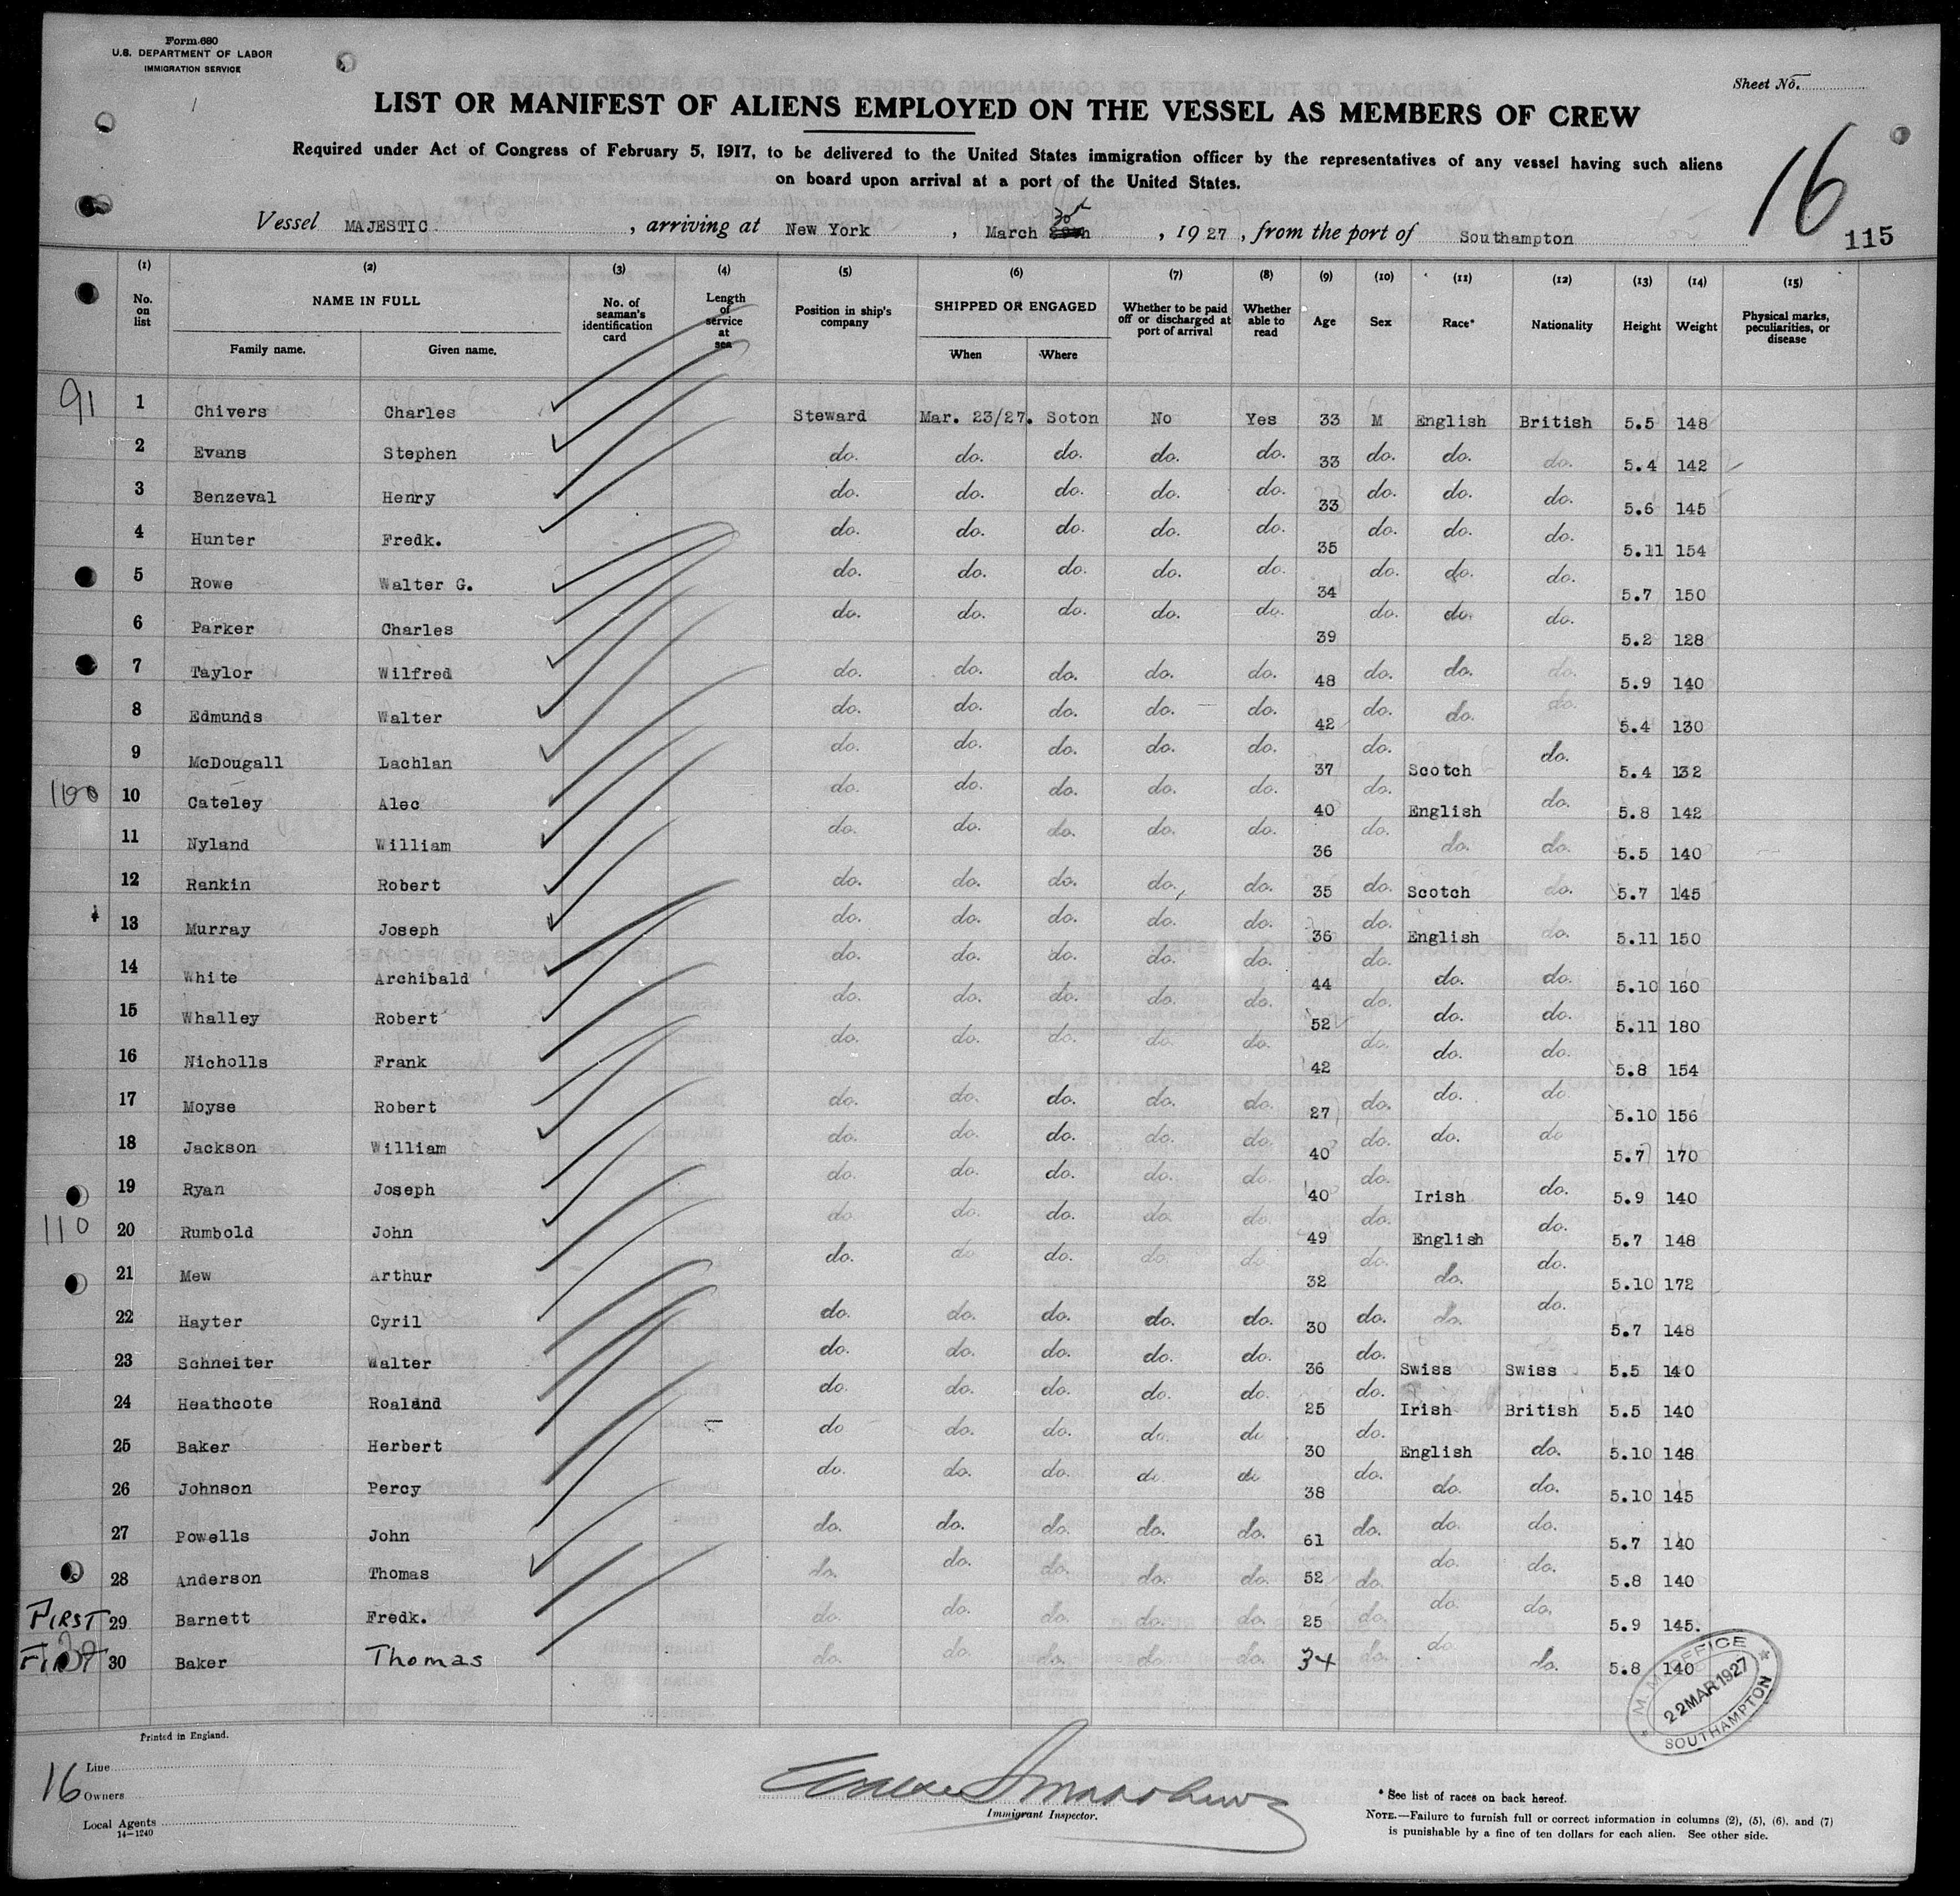 Form 680
U.S. DEPARTMENT OF LABOR
IMMIGRATION SERVICE
Sheet No.
LIST OR MANIFEST OF ALIENS EMPLOYED ON THE VESSEL AS MEMBERS OF CREW
Required under Act of Congress of February 5, 1917, to be delivered to the United States immigration officer by the representatives of any vessel having such aliens
on board upon arrival at a port of the United States.
16
Vessel MAJESTIC, arriving at New York, March 30, 1927, from the port of Southampton
115
(1) (2) (3) (4) (5) (6) (7) (8) (9) (10) (11) (12) (13) (14) (15)
No. on list NAME IN FULL No. of seaman's identification card Length of service at sea Position in ship's company SHIPPED OR ENGAGED Whether to be paid off or discharged at port of arrival Whether able to read Age Sex Race* Nationality Height Weight Physical marks, peculiarities, or disease
Family name. Given name. When Where
91 1 Chivers Charles Steward Mar. 23/27. Soton No Yes 33 M English British 5.5 148
2 Evans Stephen do. do. do. do. do. 33 do. do. do. 5.4 142
3 Benzeval Henry do. do. do. do. do. 33 do. do. do. 5.6 145
4 Hunter Fredk. do. do. do. do. do. 35 do. do. do. 5.11 154
5 Rowe Walter G. do. do. do. do. do. 34 do. do. do. 5.7 150
6 Parker Charles do. do. do. do. do. 39 do. do. do. 5.2 128
7 Taylor Wilfred do. do. do. do. do. 48 do. do. do. 5.9 140
8 Edmunds Walter do. do. do. do. do. 42 do. do. do. 5.4 130
9 McDougall Lachlan do. do. do. do. do. 37 do. Scotch do. 5.4 132
100 10 Cateley Alec do. do. do. do. do. 40 do. English do. 5.8 142
11 Nyland William do. do. do. do. do. 36 do. do. do. 5.5 140
12 Rankin Robert do. do. do. do. do. 35 do. Scotch do. 5.7 145
13 Murray Joseph do. do. do. do. do. 36 do. English do. 5.11 150
14 White Archibald do. do. do. do. do. 44 do. do. do. 5.10 160
15 Whalley Robert do. do. do. do. do. 52 do. do. do. 5.11 180
16 Nicholls Frank do. do. do. do. do. 42 do. do. do. 5.8 154
17 Moyse Robert do. do. do. do. do. 27 do. do. do. 5.10 156
18 Jackson William do. do. do. do. do. 40 do. do. do 5.7 170
19 Ryan Joseph do. do. do. do. do. 40 do. Irish do. 5.9 140
110 20 Rumbold John do. do. do. do. do. 49 do. English do. 5.7 148
21 Mew Arthur do. do. do. do. do. 32 do. do. do. 5.10 172
22 Hayter Cyril do. do. do. do. do. 30 do. do. do. 5.7 148
23 Schneiter Walter do. do. do. do. do. 36 do. Swiss Swiss 5.5 140
24 Heathcote Roaland do. do. do. do. do. 25 do. Irish British 5.5 140
25 Baker Herbert do do. do. do. do 30 do. English do. 5.10 148
26 Johnson Percy do. do. do. do. do 38 do. do. do. 5.10 145
27 Powells John do. do. do. do. do. 61 do. do. do. 5.7 140
28 Anderson Thomas do. do. do. do. do. 52 do. do. do. 5.8 140
FIRST 29 Barnett Fredk. do. do. do. do. do. 25 do. do. do. 5.9 145.
30 Baker Thomas do. do. do. do. do. 34 do. do. do. 5.8 140
M.M. OFFICE
22 MAR 1927
SOUTHAMPTON
Printed in England.
16
Line
Owners
Local Agents
14—1240
Immigrant Inspector.
* See list of races on back hereof.
NOTE.—Failure to furnish full or correct information in columns (2), (5), (6), and (7)
is punishable by a fine of ten dollars for each alien. See other side.